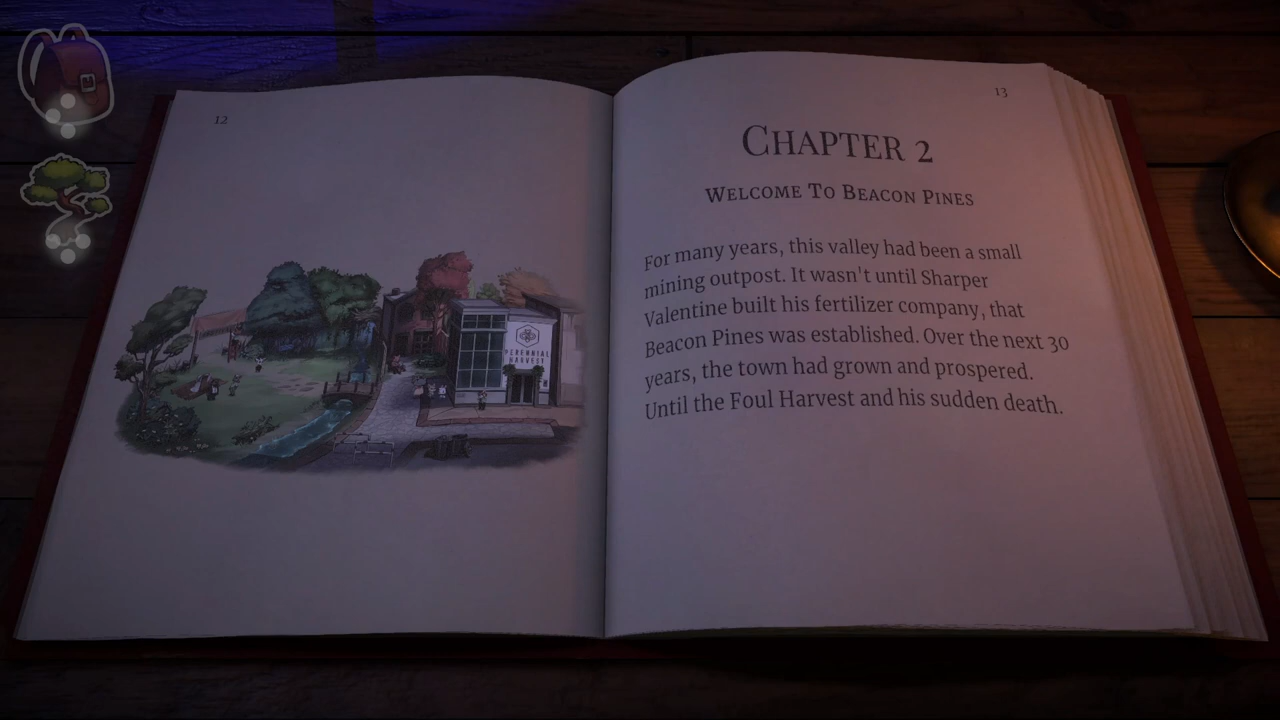 12
PERENNIAL
HARVEST
13
Chapter 2
Welcome To Beacon Pines
For many years, this valley had been a small
mining outpost. It wasn't until Sharper
Valentine built his fertilizer company, that
Beacon Pines was established. Over the next 30
years, the town had grown and prospered.
Until the Foul Harvest and his sudden death.